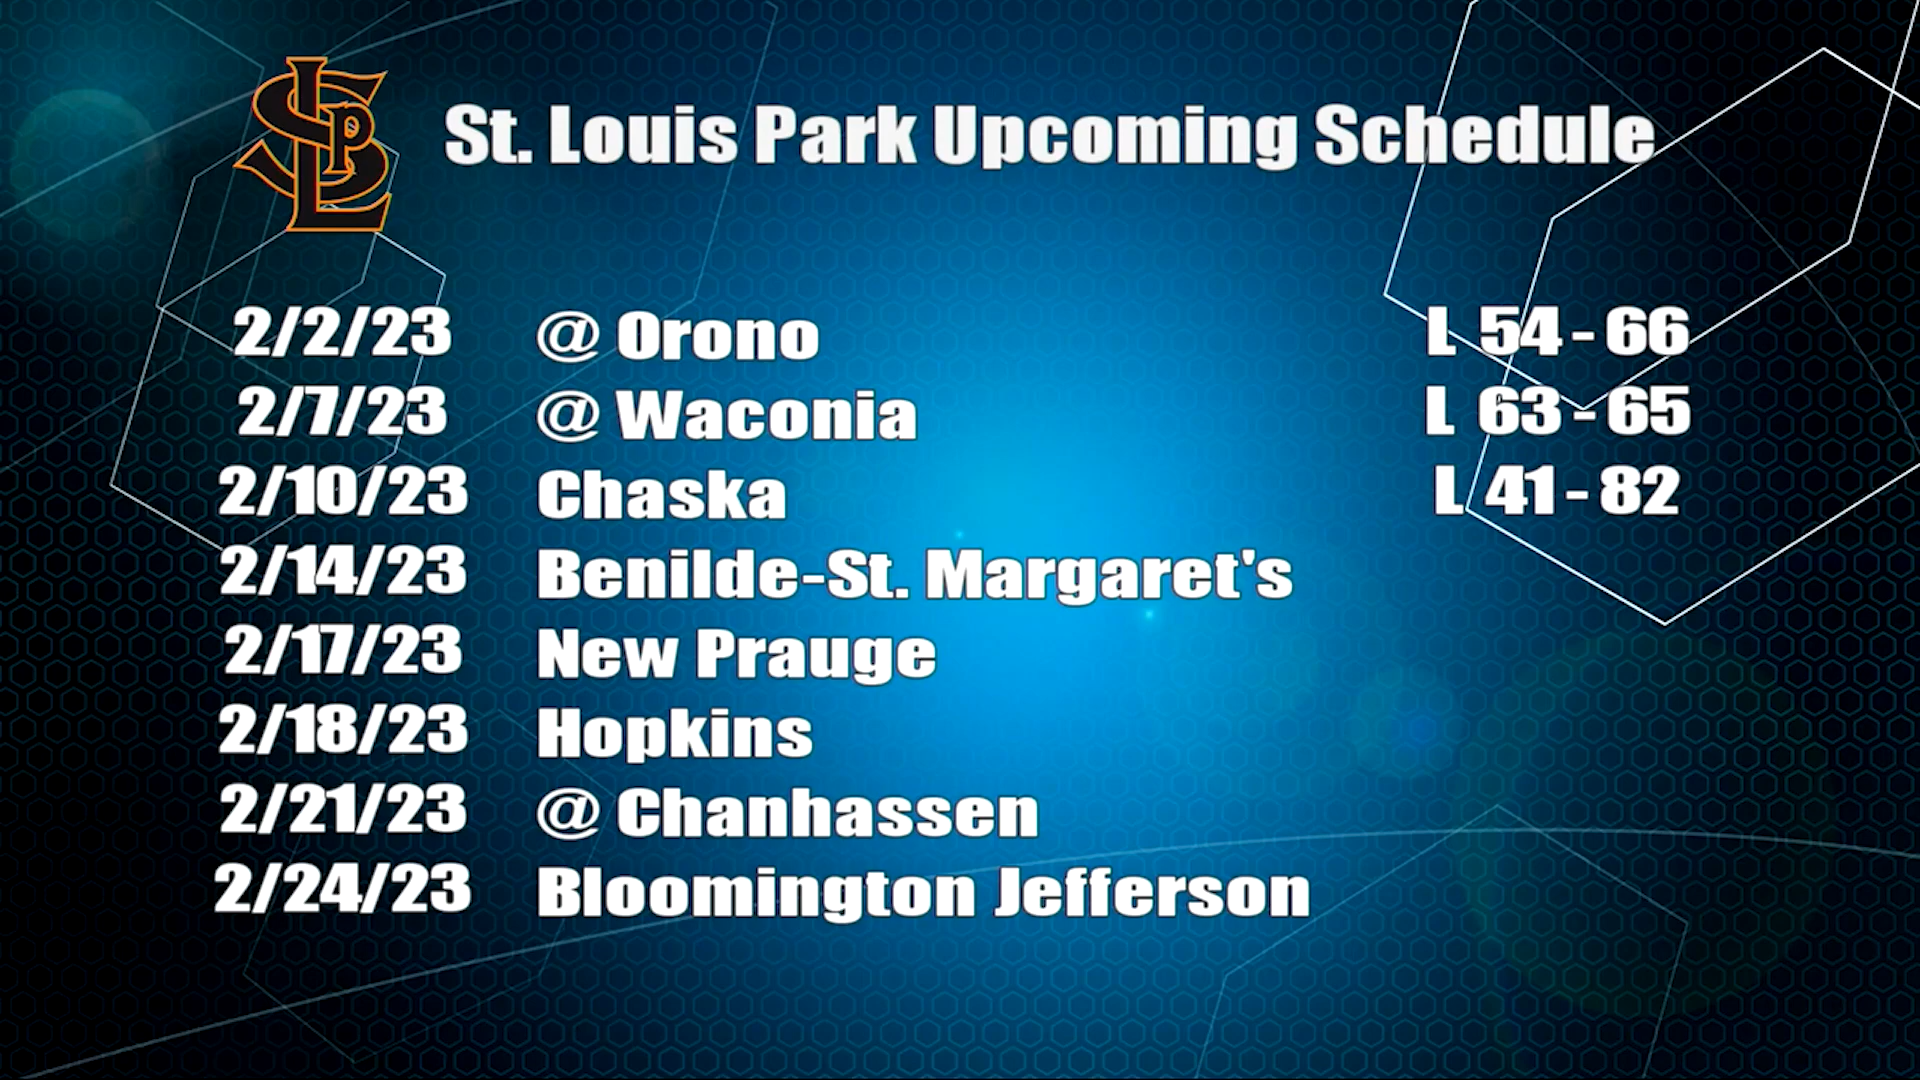 SLP
St. Louis Park Upcoming Schedule
2/2/23 @ Orono L 54 - 66
2/7/23 @ Waconia L 63 - 65
2/10/23 Chaska L 41 - 82
2/14/23 Benilde-St. Margaret's
2/17/23 New Prauge
2/18/23 Hopkins
2/21/23 @ Chanhassen
2/24/23 Bloomington Jefferson